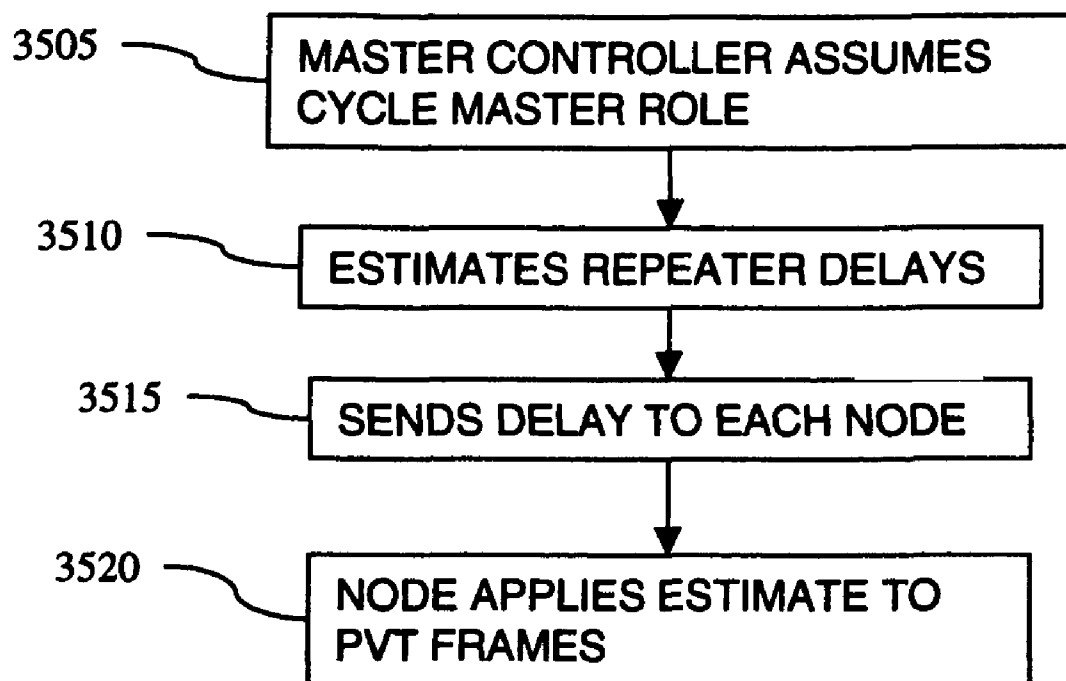 3505
MASTER CONTROLLER ASSUMES
CYCLE MASTER ROLE
3510
ESTIMATES REPEATER DELAYS
3515
SENDS DELAY TO EACH NODE
3520
NODE APPLIES ESTIMATE TO
PVT FRAMES